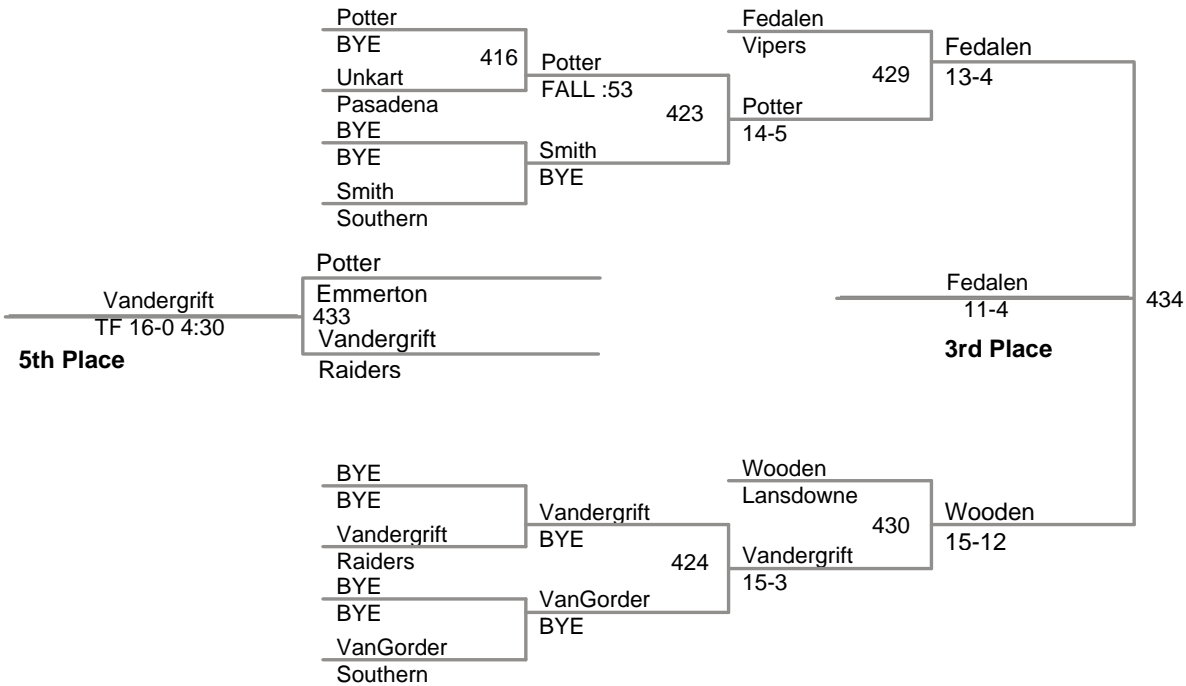 Potter
BYE
416
Unkart
Pasadena
BYE
BYE
Smith
Southern
Potter
FALL :53
423
Smith
BYE
Fedalen
Vipers
429
Potter
14-5
Fedalen
13-4
Potter
Emmerton
433
Vandergrift
Raiders
Vandergrift
TF 16-0 4:30
5th Place
Fedalen
11-4
3rd Place
434
BYE
BYE
Vandergrift
Raiders
BYE
BYE
VanGorder
Southern
Vandergrift
BYE
424
VanGorder
BYE
Wooden
Lansdowne
430
Vandergrift
15-3
Wooden
15-12